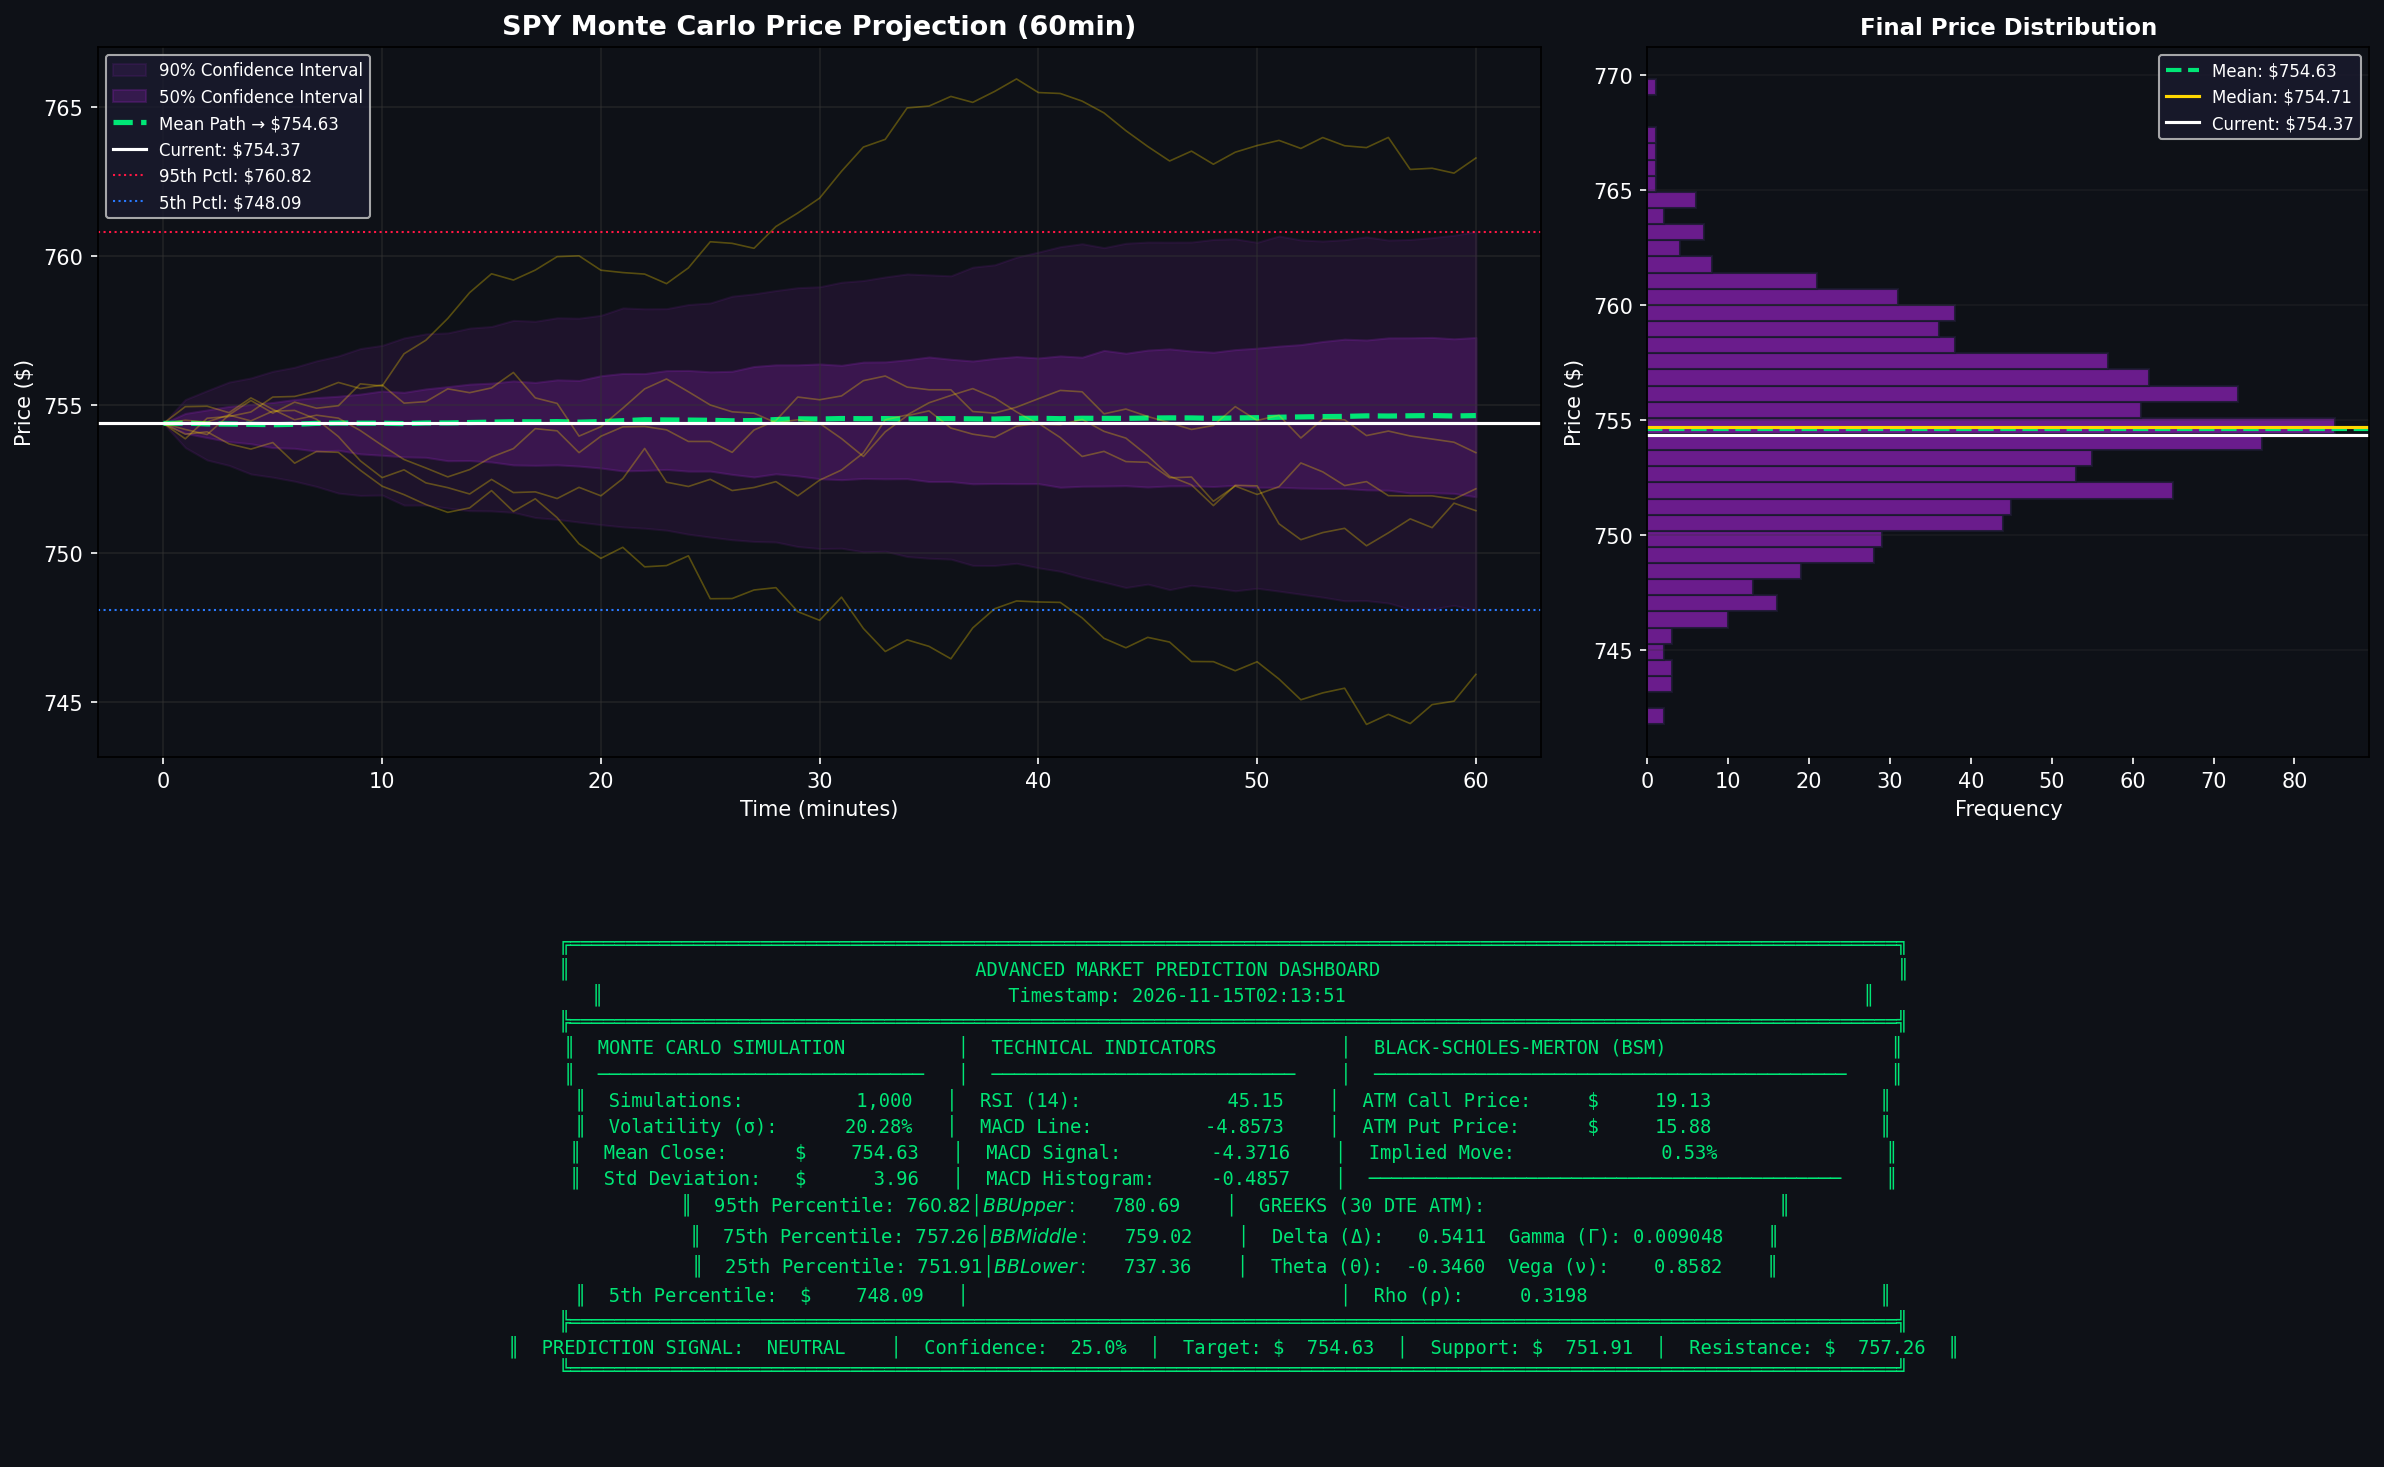 SPY Monte Carlo Price Projection (60min)
90% Confidence Interval
50% Confidence Interval
Mean Path → $754.63
Current: $754.37
95th Pctl: $760.82
5th Pctl: $748.09
Price ($)
765
760
755
750
745
0 10 20 30 40 50 60
Time (minutes)
Final Price Distribution
Mean: $754.63
Median: $754.71
Current: $754.37
Price ($)
770
765
760
755
750
745
0 10 20 30 40 50 60 70 80
Frequency
ADVANCED MARKET PREDICTION DASHBOARD
Timestamp: 2026-11-15T02:13:51
MONTE CARLO SIMULATION │ TECHNICAL INDICATORS │ BLACK-SCHOLES-MERTON (BSM)
Simulations: 1,000 │ RSI (14): 45.15 │ ATM Call Price: $ 19.13
Volatility (σ): 20.28% │ MACD Line: -4.8573 │ ATM Put Price: $ 15.88
Mean Close: $ 754.63 │ MACD Signal: -4.3716 │ Implied Move: 0.53%
Std Deviation: $ 3.96 │ MACD Histogram: -0.4857 │
95th Percentile: 760.82│BBUpper: 780.69 │ GREEKS (30 DTE ATM):
75th Percentile: 757.26│BBMiddle: 759.02 │ Delta (Δ): 0.5411 Gamma (Γ): 0.009048
25th Percentile: 751.91│BBLower: 737.36 │ Theta (Θ): -0.3460 Vega (ν): 0.8582
5th Percentile: $ 748.09 │ │ Rho (ρ): 0.3198
PREDICTION SIGNAL: NEUTRAL │ Confidence: 25.0% │ Target: $ 754.63 │ Support: $ 751.91 │ Resistance: $ 757.26